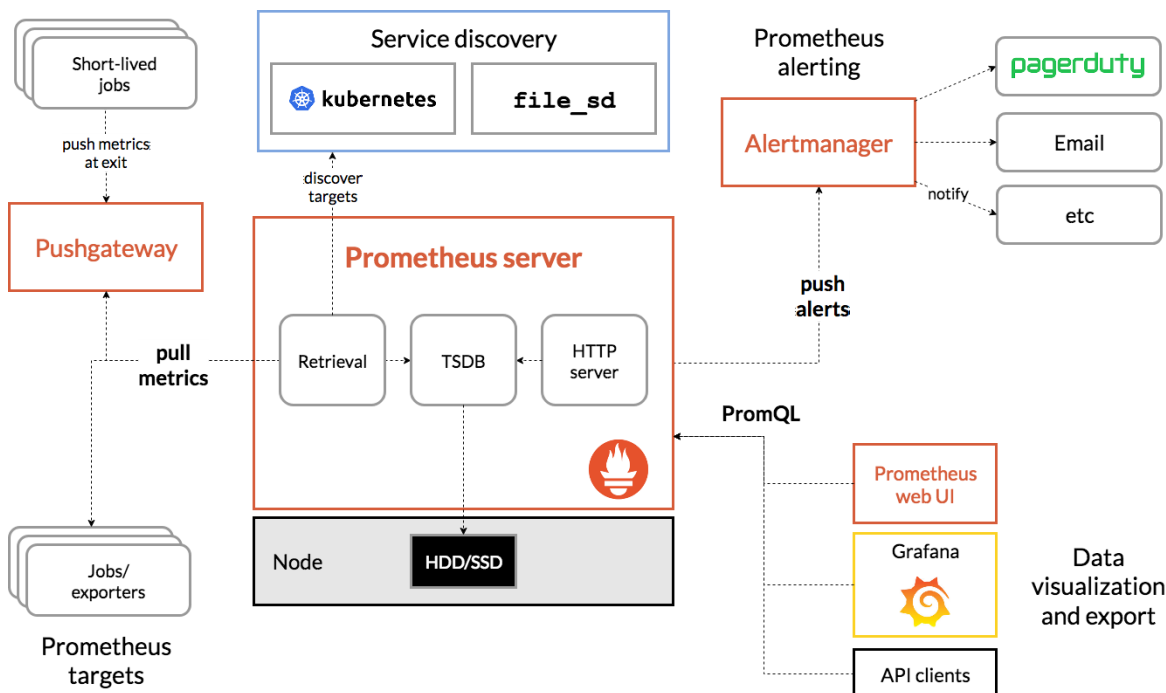 Short-lived
jobs
push metrics
at exit
Pushgateway
pull
metrics
Jobs/
exporters
Prometheus
targets
Service discovery
kubernetes
file_sd
discover
targets
Prometheus server
Retrieval
TSDB
HTTP
server
Node
HDD/SSD
Prometheus
alerting
Alertmanager
pagerduty
Email
notify
etc
push
alerts
PromQL
Prometheus
web UI
Grafana
API clients
Data
visualization
and export